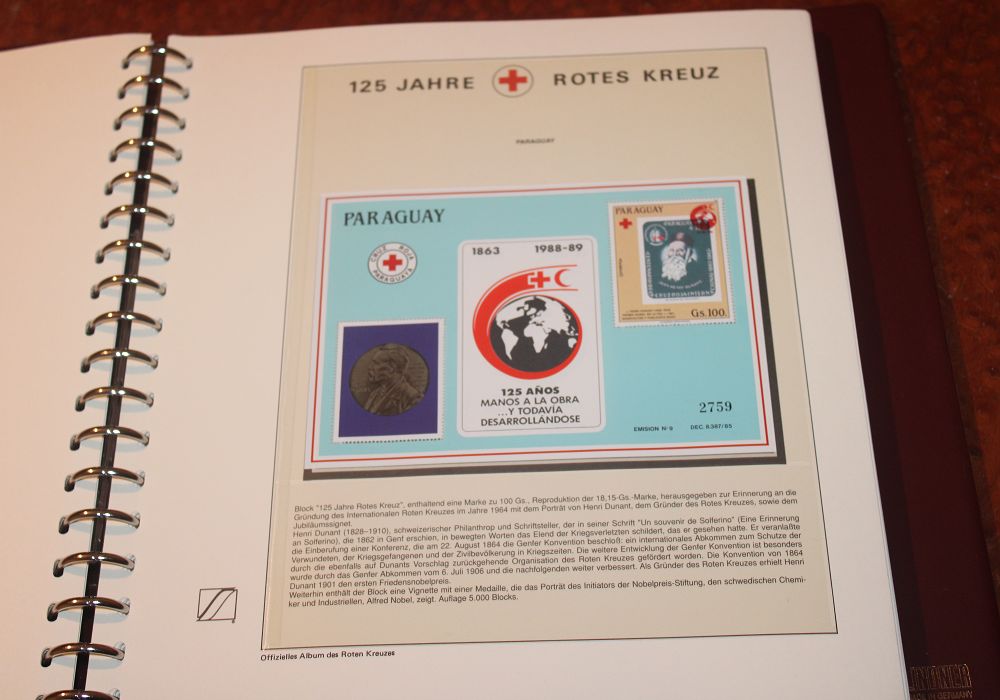 125 JAHRE ROTES KREUZ
PARAGUAY
PARAGUAY
CRUZ ROJA
PARAGUAYA
1863 1988-89
125 AÑOS
MANOS A LA OBRA
...Y TODAVIA
DESARROLLANDOSE
PARAGUAY
Gs.100.
2759
EMISION Nº 9 DEC. 8.367/85
Block "125 Jahre Rotes Kreuz", enthaltend eine Marke zu 100 Gs., Reproduktion der 18,15-Gs.-Marke, herausgegeben zur Erinnerung an die
Gründung des Internationalen Roten Kreuzes im Jahre 1964 mit dem Porträt von Henri Dunant, dem Gründer des Roten Kreuzes, sowie dem
Jubiläumssignet.
Henri Dunant (1828–1910), schweizerischer Philanthrop und Schriftsteller, der in seiner Schrift "Un souvenir de Solferino" (Eine Erinnerung
an Solferino), die 1862 in Genf erschien, in bewegten Worten das Elend der Kriegsverletzten schildert, das er gesehen hatte. Er veranlaßte
die Einberufung einer Konferenz, die am 22. August 1864 die Genfer Konvention beschloß: ein internationales Abkommen zum Schutze der
Verwundeten, der Kriegsgefangenen und der Zivilbevölkerung in Kriegszeiten. Die weitere Entwicklung der Genfer Konvention ist besonders
durch die ebenfalls auf Dunants Vorschlag zurückgehende Organisation des Roten Kreuzes gefördert worden. Die Konvention von 1864
wurde durch das Genfer Abkommen vom 6. Juli 1906 und die nachfolgenden weiter verbessert. Als Gründer des Roten Kreuzes erhielt Henri
Dunant 1901 den ersten Friedensnobelpreis.
Weiterhin enthält der Block eine Vignette mit einer Medaille, die das Porträt des Initiators der Nobelpreis-Stiftung, den schwedischen Chemi-
ker und Industriellen, Alfred Nobel, zeigt. Auflage 5.000 Blocks.
Offizielles Album des Roten Kreuzes